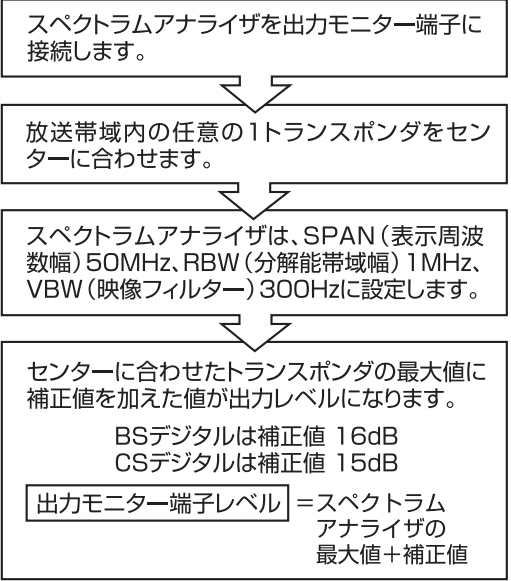 スペクトラムアナライザを出力モニター端子に
接続します。
放送帯域内の任意の1トランスポンダをセン
ターに合わせます。
スペクトラムアナライザは、SPAN(表示周波
数幅)50MHz、RBW(分解能帯域幅)1MHz、
VBW(映像フィルター)300Hzに設定します。
センターに合わせたトランスポンダの最大値に
補正値を加えた値が出力レベルになります。
BSデジタルは補正値 16dB
CSデジタルは補正値 15dB
出力モニター端子レベル =スペクトラム
アナライザの
最大値+補正値